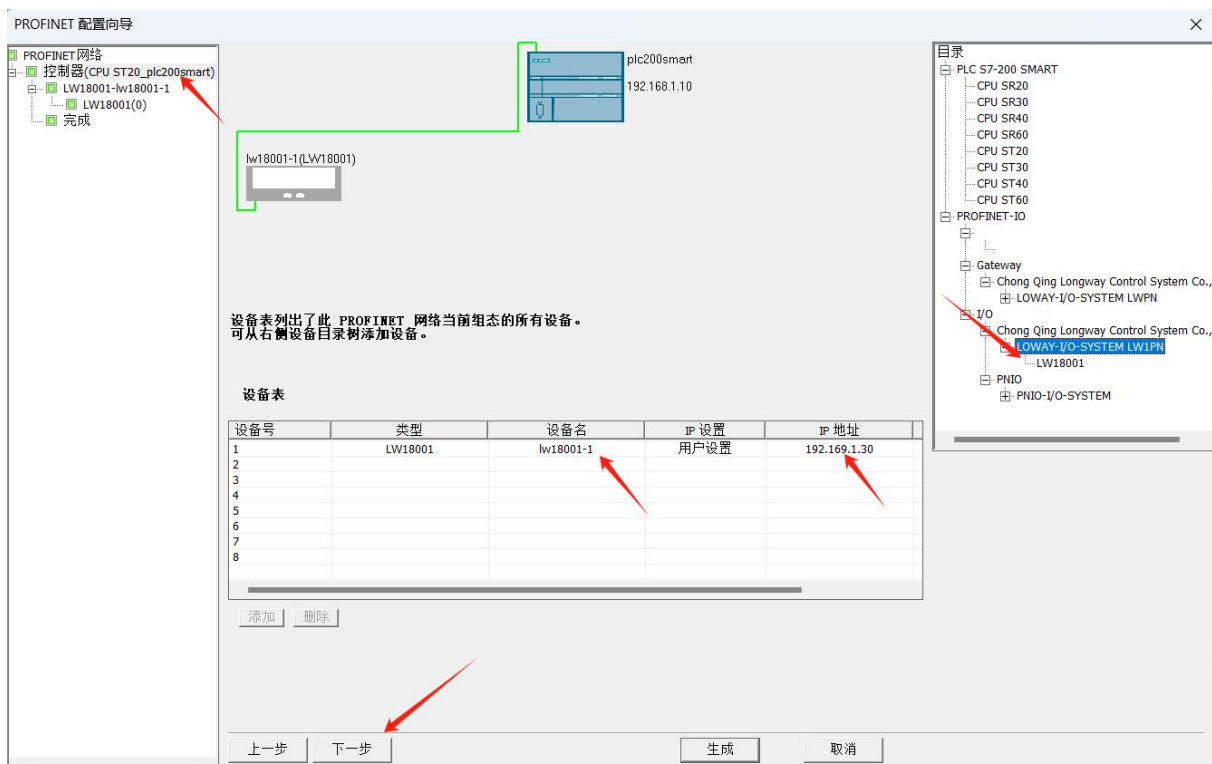 PROFINET 配置向导
PROFINET网络
控制器(CPU ST20_plc200smart)
LW18001-lw18001-1
LW18001(0)
完成
plc200smart
192.168.1.10
lw18001-1(LW18001)
设备表列出了此 PROFINET 网络当前组态的所有设备。
可从右侧设备目录树添加设备。
设备表
设备号 类型 设备名 IP 设置 IP 地址
1 LW18001 lw18001-1 用户设置 192.169.1.30
2
3
4
5
6
7
8
添加 删除
上一步 下一步 生成 取消
目录
PLC S7-200 SMART
CPU SR20
CPU SR30
CPU SR40
CPU SR60
CPU ST20
CPU ST30
CPU ST40
CPU ST60
PROFINET-IO
Gateway
Chong Qing Longway Control System Co.,
LOWAY-I/O-SYSTEM LWPN
I/O
Chong Qing Longway Control System Co.,
LOWAY-I/O-SYSTEM LW1PN
LW18001
PNIO
PNIO-I/O-SYSTEM